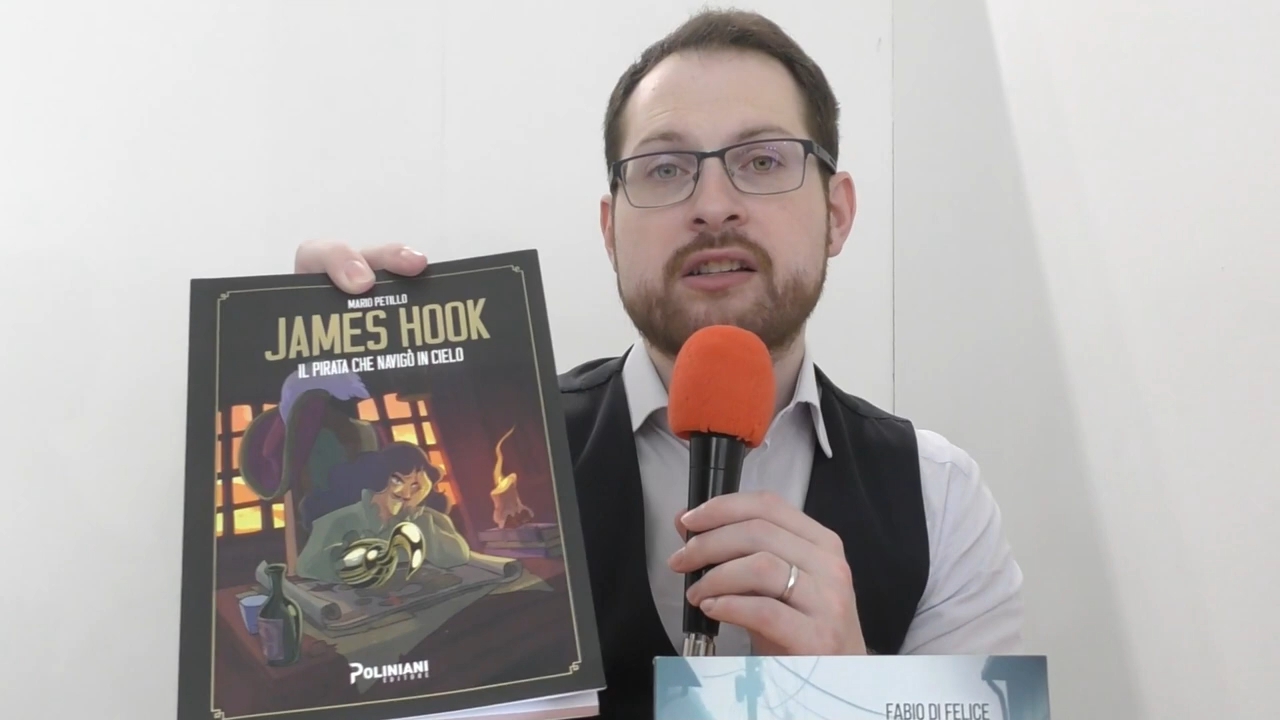 MARIO PETILLO
JAMES HOOK
IL PIRATA CHE NAVIGÒ IN CIELO
POLINIANI
EDITORE
FABIO DI FELICE